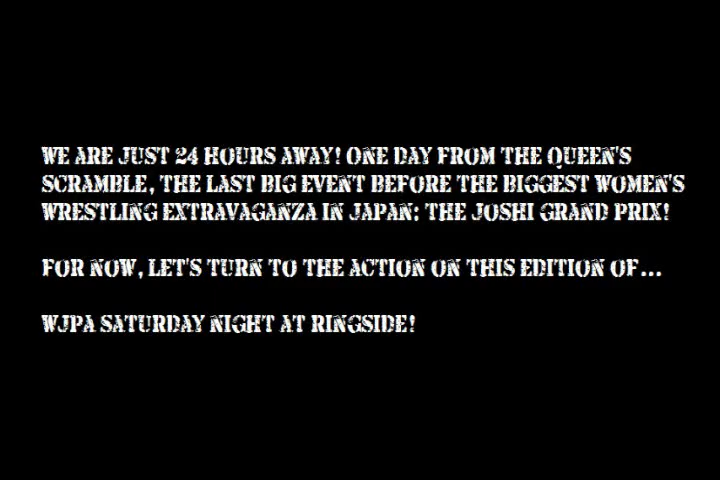 WE ARE JUST 24 HOURS AWAY! ONE DAY FROM THE QUEEN'S
SCRAMBLE, THE LAST BIG EVENT BEFORE THE BIGGEST WOMEN'S
WRESTLING EXTRAVAGANZA IN JAPAN: THE JOSHI GRAND PRIX!
FOR NOW, LET'S TURN TO THE ACTION ON THIS EDITION OF...
WJPA SATURDAY NIGHT AT RINGSIDE!